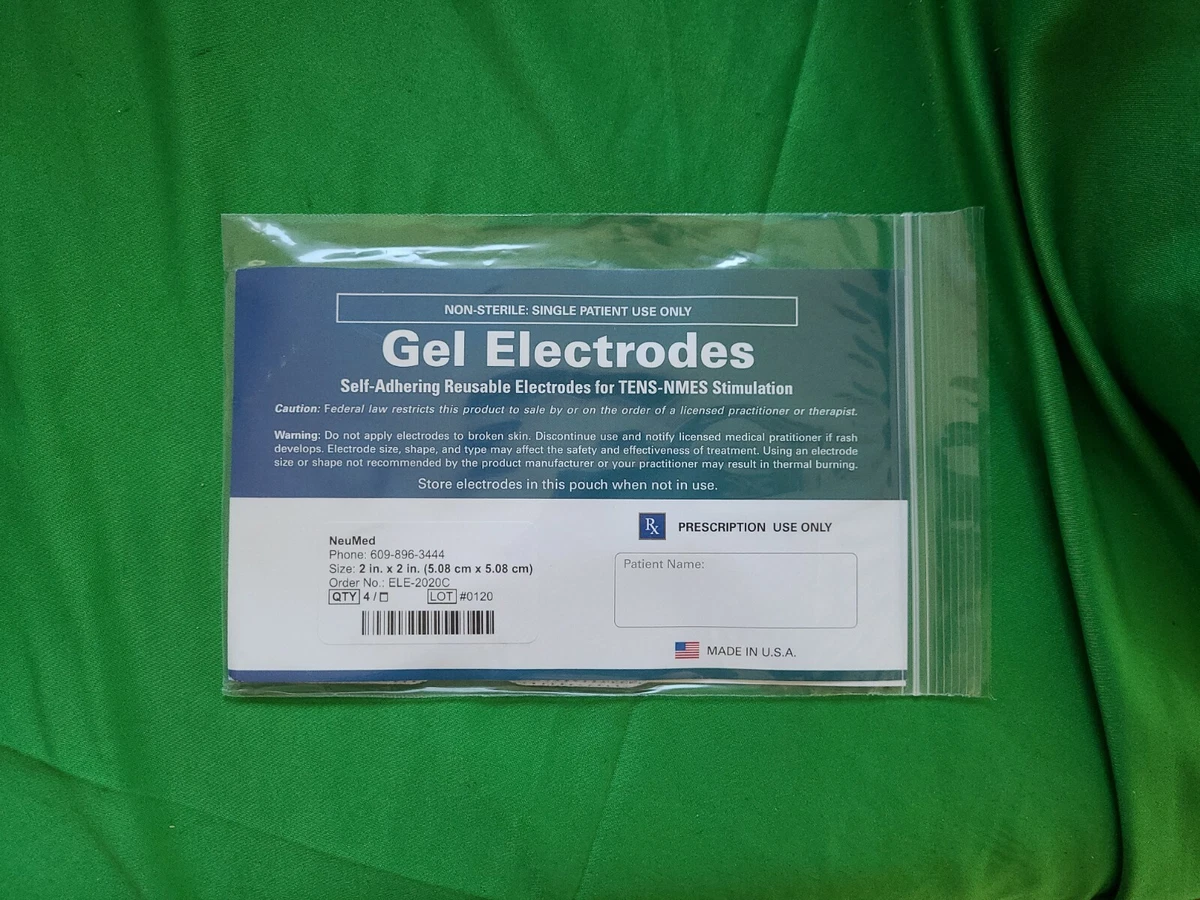 NON-STERILE: SINGLE PATIENT USE ONLY
Gel Electrodes
Self-Adhering Reusable Electrodes for TENS-NMES Stimulation
Caution: Federal law restricts this product to sale by or on the order of a licensed practitioner or therapist.
Warning: Do not apply electrodes to broken skin. Discontinue use and notify licensed medical pratitioner if rash
develops. Electrode size, shape, and type may affect the safety and effectiveness of treatment. Using an electrode
size or shape not recommended by the product manufacturer or your practitioner may result in thermal burning.
Store electrodes in this pouch when not in use.
NeuMed
Phone: 609-896-3444
Size: 2 in. x 2 in. (5.08 cm x 5.08 cm)
Order No.: ELE-2020C
QTY 4 / LOT #0120
Rx PRESCRIPTION USE ONLY
Patient Name:
MADE IN U.S.A.